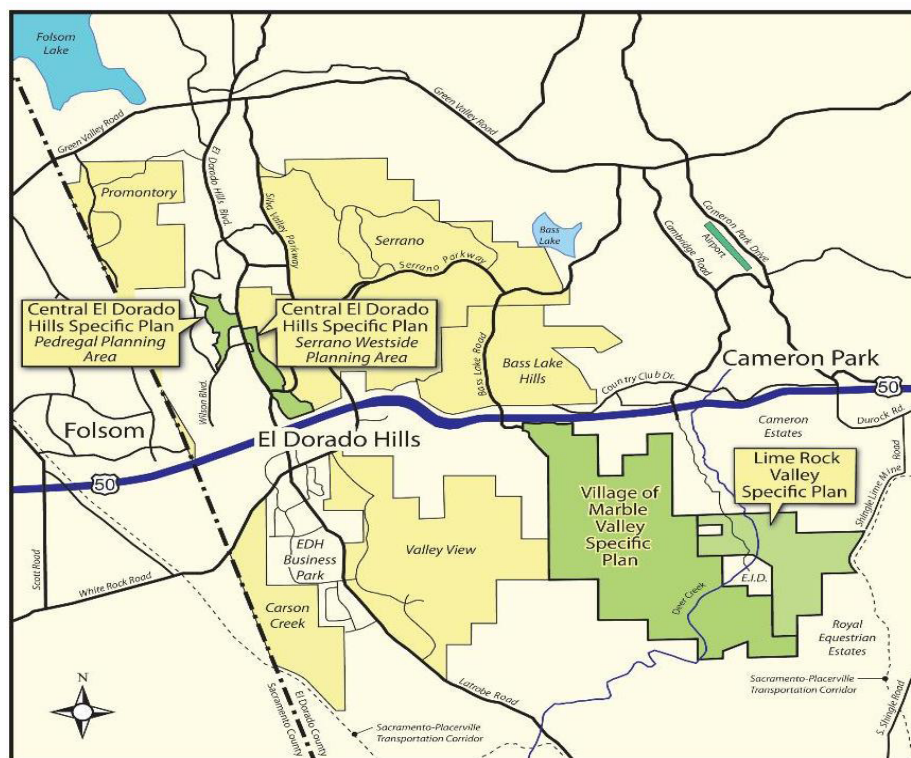 Folsom
Lake
Green Valley Road
Green Valley Road
El Dorado Hills Blvd.
Silva Valley Parkway
Promontory
Serrano
Serrano Parkway
Bass
Lake
Cambridge Road
Cameron Park Drive
Airport
Central El Dorado
Hills Specific Plan
Pedregal Planning
Area
Central El Dorado
Hills Specific Plan
Serrano Westside
Planning Area
Wilson Blvd.
Bass Lake Road
Bass Lake
Hills
Country Club Dr.
Cameron Park
50
Durock Rd.
Cameron
Estates
Folsom
El Dorado Hills
50
Lime Rock
Valley
Specific Plan
Shingle Lime Mine Road
Village of
Marble
Valley
Specific
Plan
Scott Road
White Rock Road
EDH
Business
Park
Valley View
Carson
Creek
E.I.D.
Deer Creek
Royal
Equestrian
Estates
Sacramento-Placerville
Transportation Corridor
Latrobe Road
S. Shingle Road
N
El Dorado County
Sacramento County
Sacramento-Placerville
Transportation Corridor